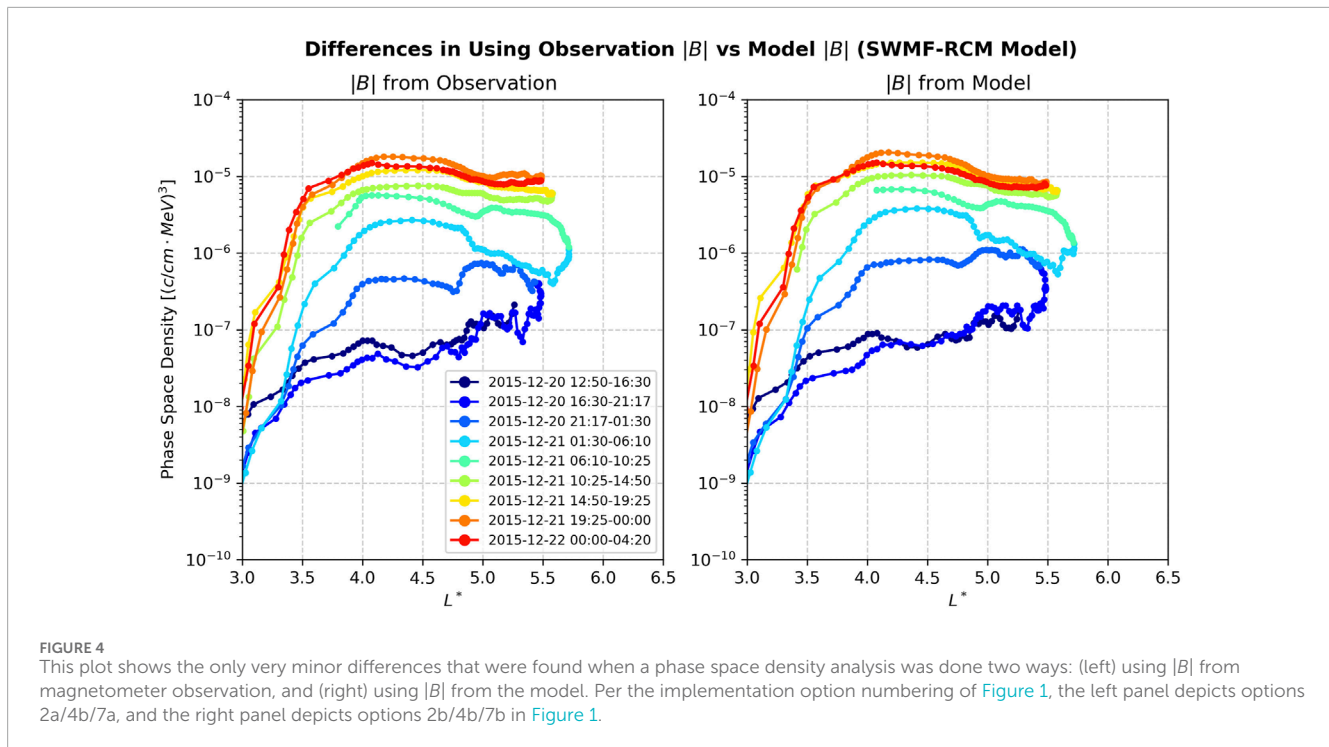 Differences in Using Observation |B| vs Model |B| (SWMF-RCM Model)
|B| from Observation
|B| from Model
Phase Space Density [(c/cm · MeV)³]
10⁻⁴
10⁻⁵
10⁻⁶
10⁻⁷
10⁻⁸
10⁻⁹
10⁻¹⁰
3.0 3.5 4.0 4.5 5.0 5.5 6.0 6.5
L*
2015-12-20 12:50-16:30
2015-12-20 16:30-21:17
2015-12-20 21:17-01:30
2015-12-21 01:30-06:10
2015-12-21 06:10-10:25
2015-12-21 10:25-14:50
2015-12-21 14:50-19:25
2015-12-21 19:25-00:00
2015-12-22 00:00-04:20
10⁻⁴
10⁻⁵
10⁻⁶
10⁻⁷
10⁻⁸
10⁻⁹
10⁻¹⁰
3.0 3.5 4.0 4.5 5.0 5.5 6.0 6.5
L*
FIGURE 4
This plot shows the only very minor differences that were found when a phase space density analysis was done two ways: (left) using |B| from
magnetometer observation, and (right) using |B| from the model. Per the implementation option numbering of Figure 1, the left panel depicts options
2a/4b/7a, and the right panel depicts options 2b/4b/7b in Figure 1.